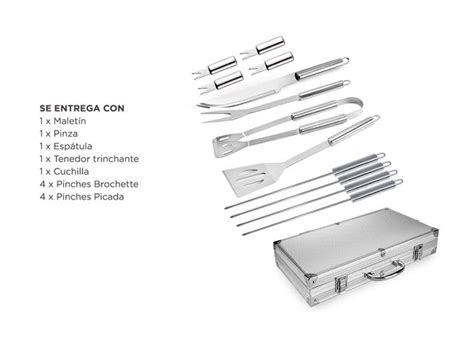 SE ENTREGA CON
1 x Maletín
1 x Pinza
1 x Espátula
1 x Tenedor trinchante
1 x Cuchilla
4 x Pinches Brochette
4 x Pinches Picada